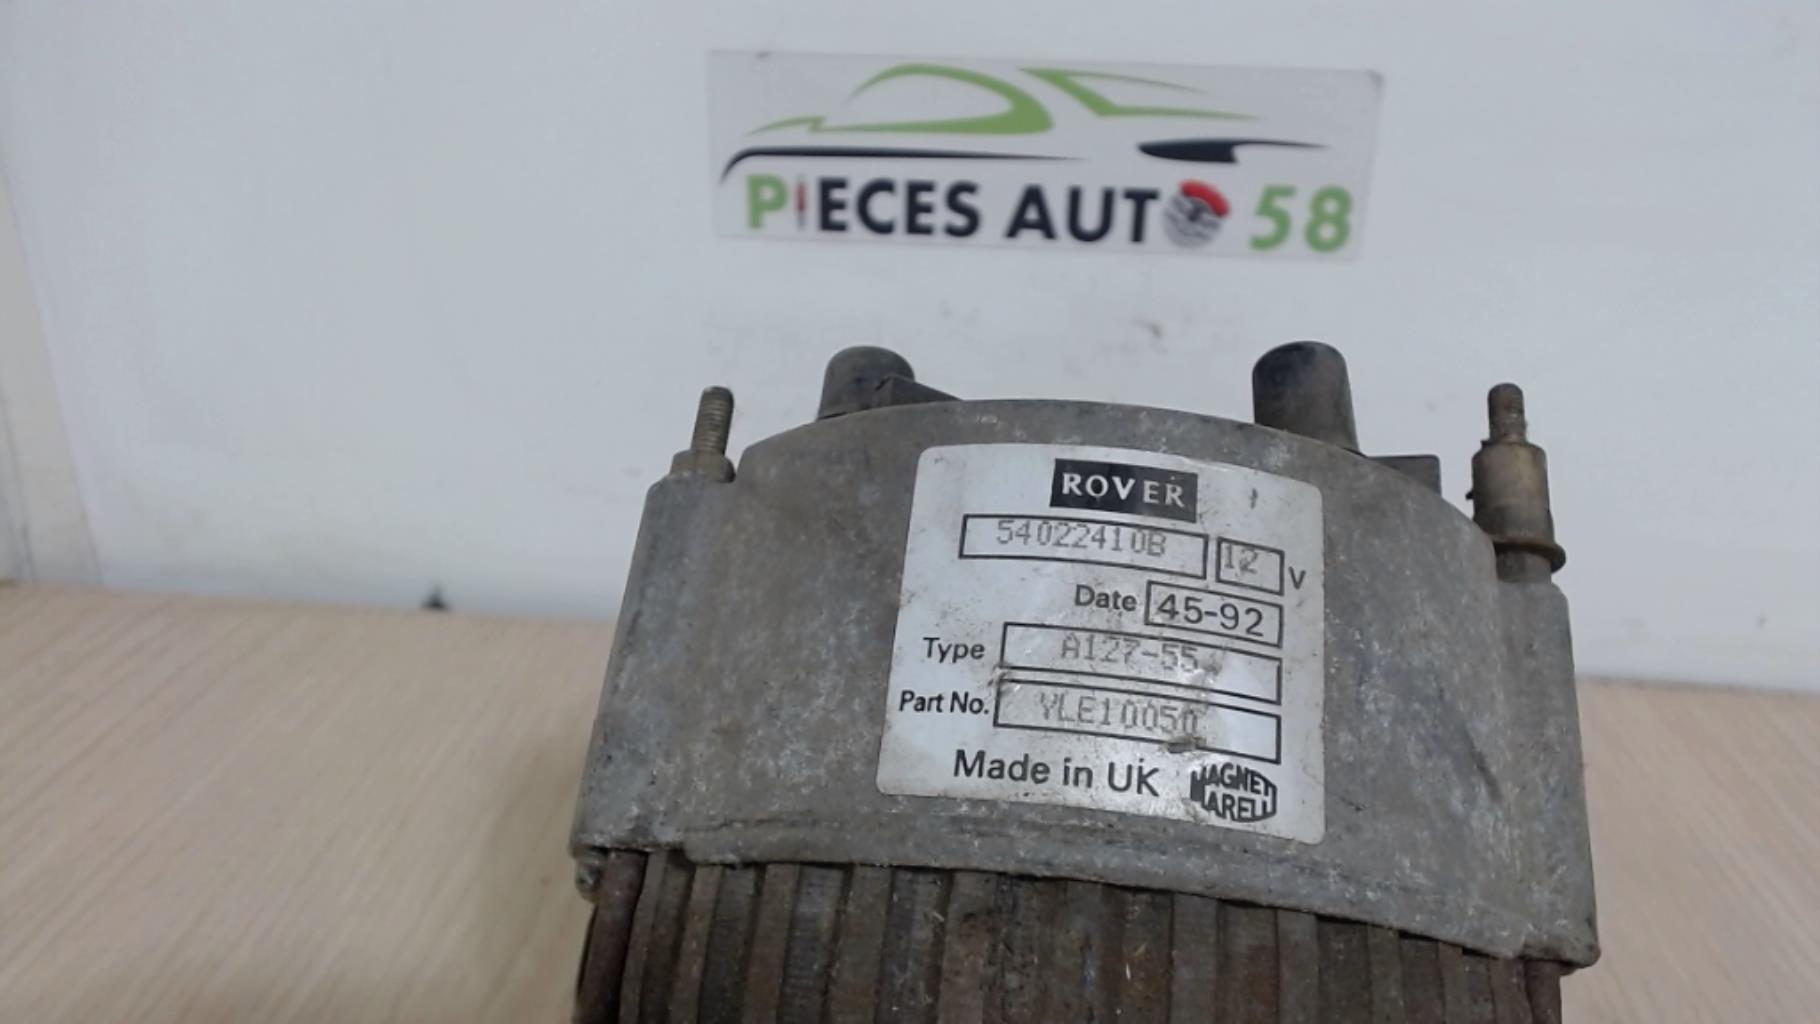 PIECES AUTO 58
ROVER
54022410B 12 V
Date 45-92
Type A127-55
Part No. YLE10050
Made in UK MAGNETI MARELLI